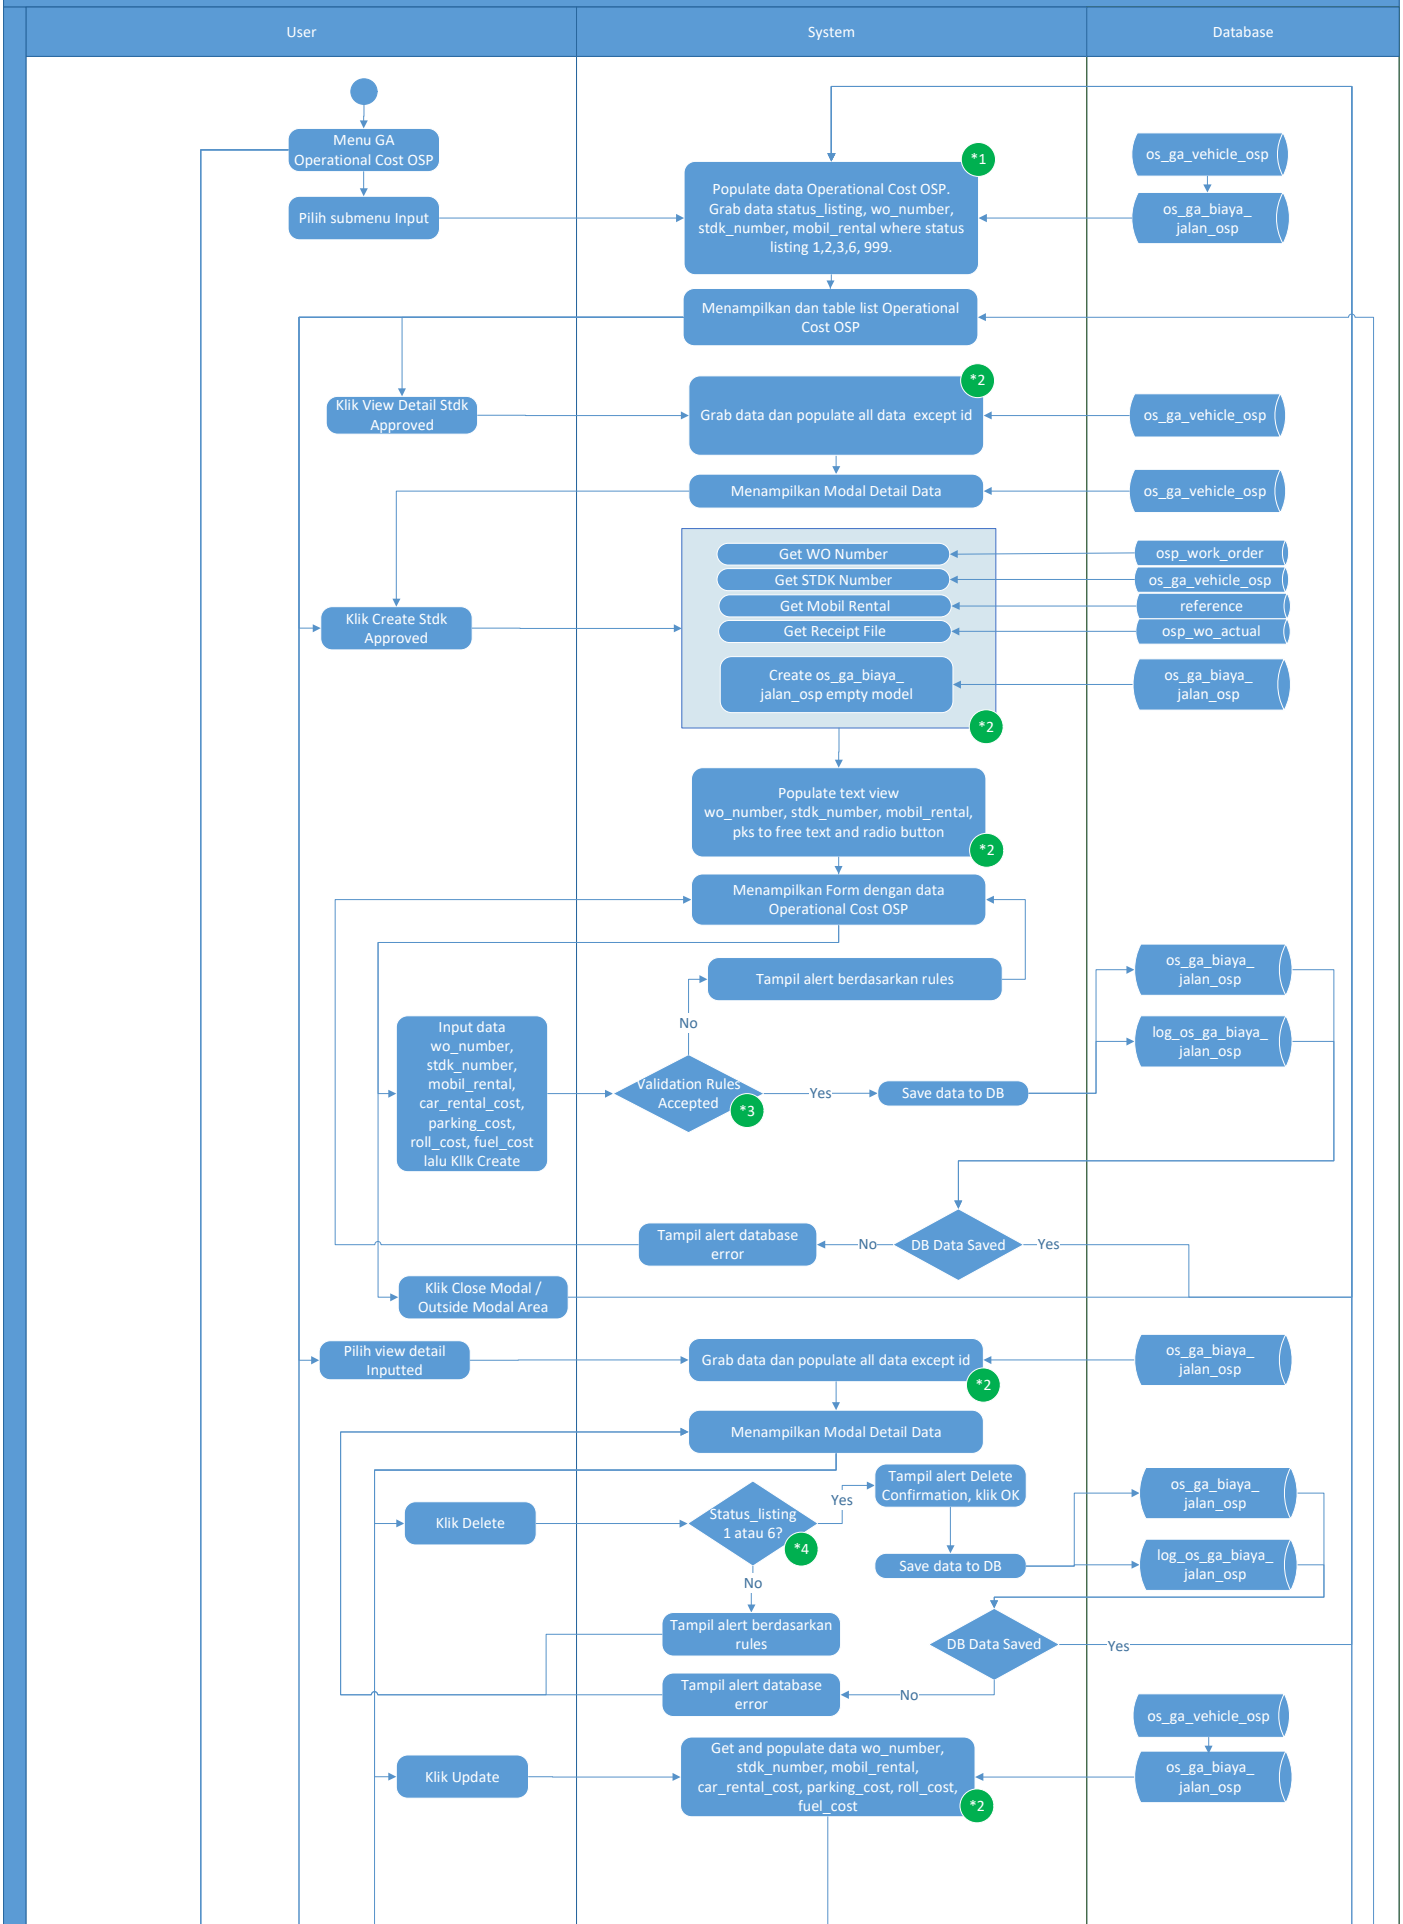 User
System
Database
Menu GA
Operational Cost OSP
Pilih submenu Input
*1
Populate data Operational Cost OSP.
Grab data status_listing, wo_number,
stdk_number, mobil_rental where status
listing 1,2,3,6, 999.
os_ga_vehicle_osp
os_ga_biaya_
jalan_osp
Menampilkan dan table list Operational
Cost OSP
Klik View Detail Stdk
Approved
*2
Grab data dan populate all data  except id
os_ga_vehicle_osp
Menampilkan Modal Detail Data
os_ga_vehicle_osp
Get WO Number
osp_work_order
Get STDK Number
os_ga_vehicle_osp
Get Mobil Rental
reference
Klik Create Stdk
Approved
Get Receipt File
osp_wo_actual
Create os_ga_biaya_
jalan_osp empty model
os_ga_biaya_
jalan_osp
*2
Populate text view
wo_number, stdk_number, mobil_rental,
pks to free text and radio button
*2
Menampilkan Form dengan data
Operational Cost OSP
Tampil alert berdasarkan rules
os_ga_biaya_
jalan_osp
No
log_os_ga_biaya_
jalan_osp
Input data
wo_number,
stdk_number,
mobil_rental,
car_rental_cost,
parking_cost,
roll_cost, fuel_cost
lalu Kllk Create
Validation Rules
Accepted
*3
Yes
Save data to DB
Tampil alert database
error
No
DB Data Saved
Yes
Klik Close Modal /
Outside Modal Area
Pilih view detail
Inputted
Grab data dan populate all data except id
*2
os_ga_biaya_
jalan_osp
Menampilkan Modal Detail Data
Klik Delete
Status_listing
1 atau 6?
*4
Yes
Tampil alert Delete
Confirmation, klik OK
os_ga_biaya_
jalan_osp
Save data to DB
log_os_ga_biaya_
jalan_osp
No
Tampil alert berdasarkan
rules
DB Data Saved
Yes
Tampil alert database
error
No
os_ga_vehicle_osp
Klik Update
Get and populate data wo_number,
stdk_number, mobil_rental,
car_rental_cost, parking_cost, roll_cost,
fuel_cost
*2
os_ga_biaya_
jalan_osp